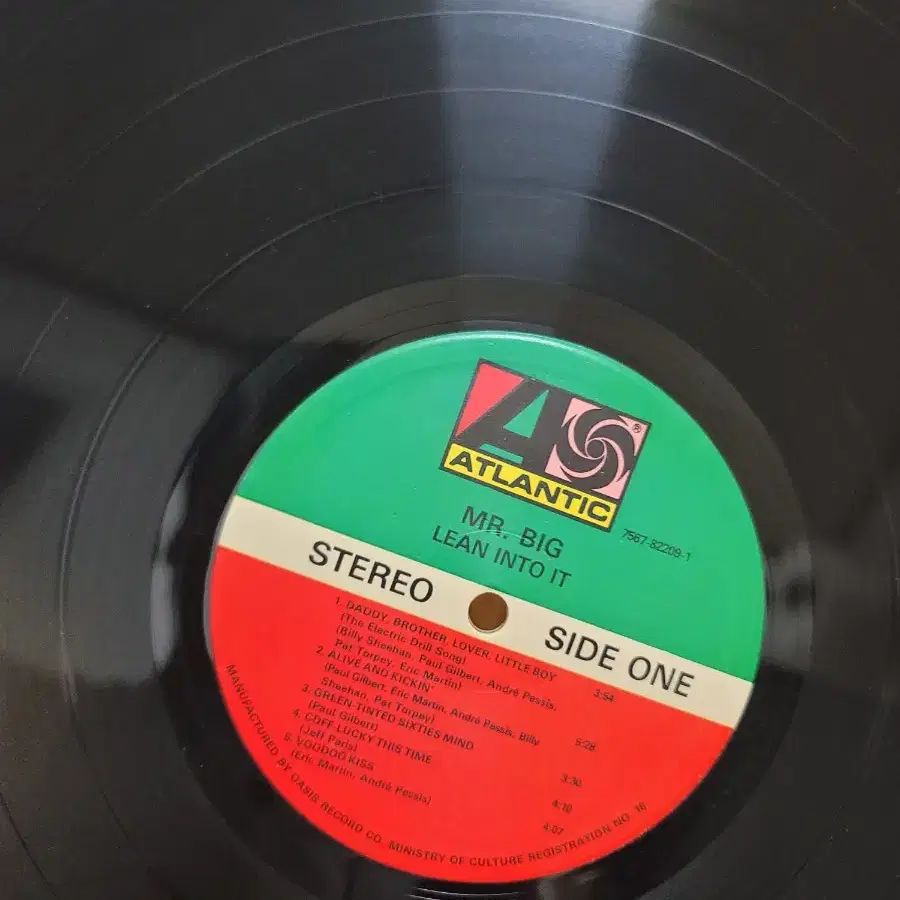 ATLANTIC
®
MR. BIG
LEAN INTO IT
7567-82209-1
STEREO
SIDE ONE
1. DADDY, BROTHER, LOVER, LITTLE BOY
(The Electric Drill Song)
(Billy Sheehan, Paul Gilbert, André Pessis,
Pat Torpey, Eric Martin) 3:54
2. ALIVE AND KICKIN'
(Paul Gilbert, Eric Martin, André Pessis, Billy
Sheehan, Pat Torpey) 5:28
3. GREEN-TINTED SIXTIES MIND
(Paul Gilbert) 3:30
4. CDFF LUCKY THIS TIME
(Jeff Paris) 4:10
5. VOODOO KISS
(Eric Martin, André Pessis) 4:07
MANUFACTURED BY OASIS RECORD CO. MINISTRY OF CULTURE REGISTRATION NO. 16